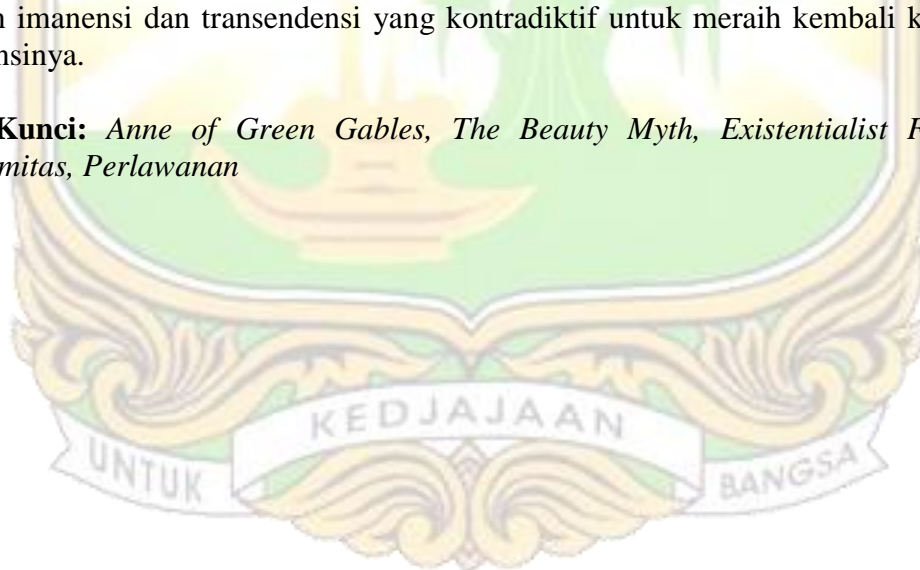 n imanensi dan transendensi yang kontradiktif untuk meraih kembali k
nsinya.
Kunci: Anne of Green Gables, The Beauty Myth, Existentialist F
mitas, Perlawanan
UNTUK KEDJAJAAN BANGSA